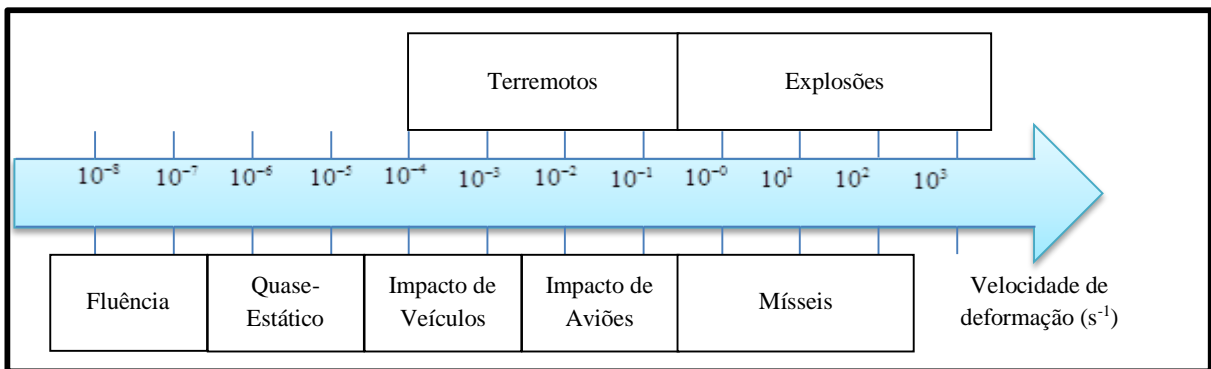 Terremotos Explosões
10⁻⁸ 10⁻⁷ 10⁻⁶ 10⁻⁵ 10⁻⁴ 10⁻³ 10⁻² 10⁻¹ 10⁻⁰ 10¹ 10² 10³
Fluência
Quase-
Estático
Impacto de
Veículos
Impacto de
Aviões
Mísseis
Velocidade de
deformação (s⁻¹)